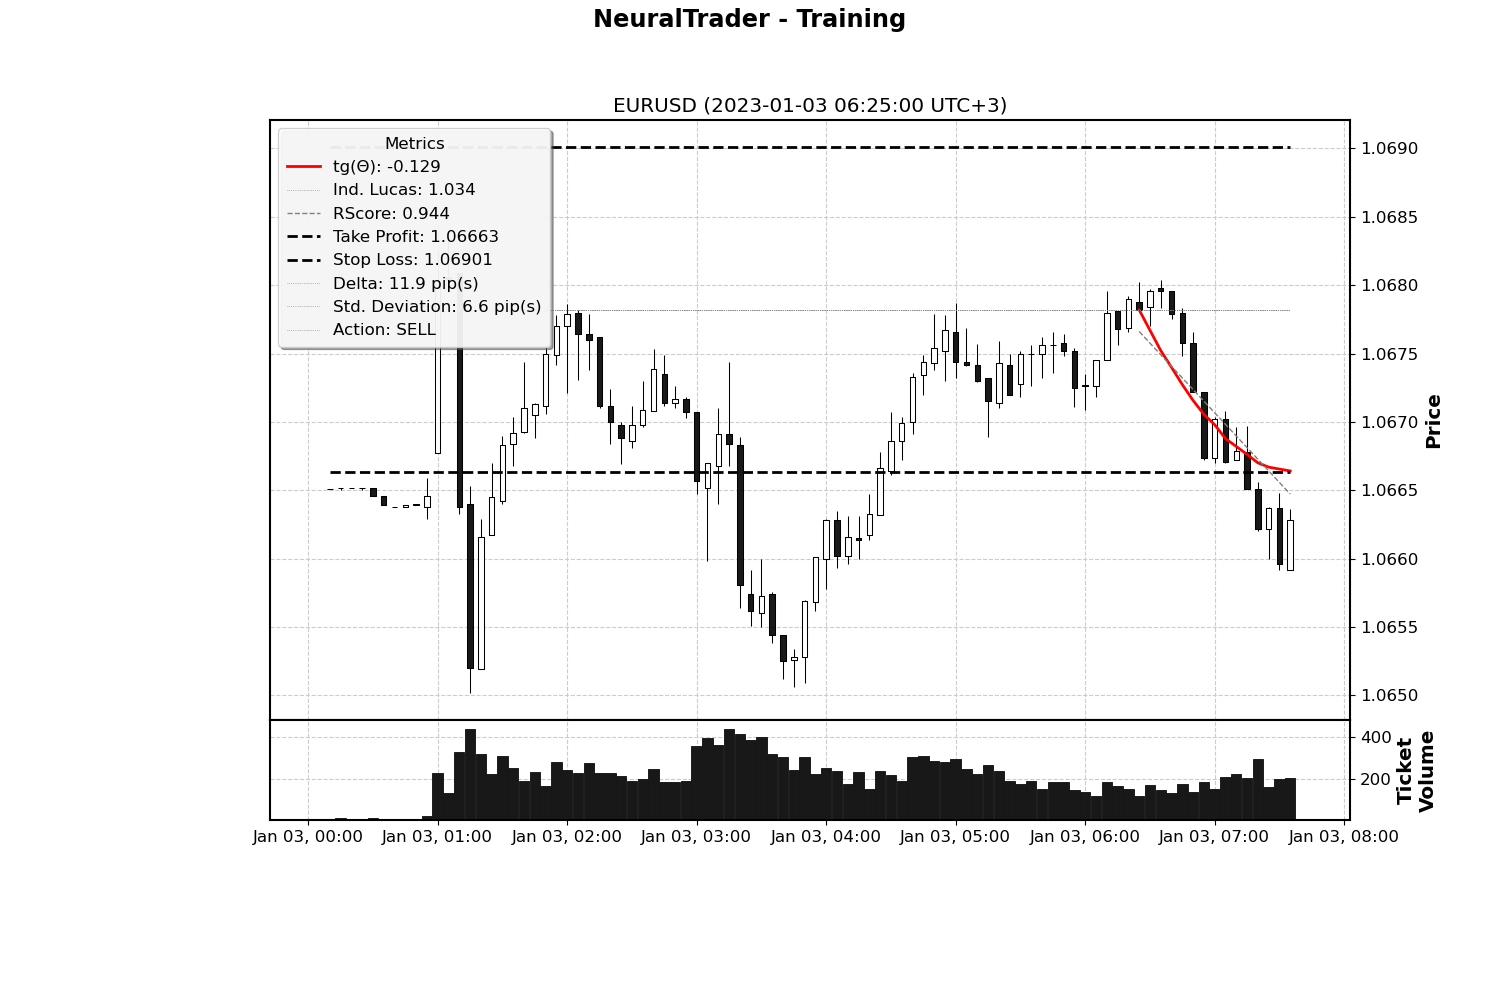 NeuralTrader - Training
EURUSD (2023-01-03 06:25:00 UTC+3)
Metrics
tg(Θ): -0.129
Ind. Lucas: 1.034
RScore: 0.944
Take Profit: 1.06663
Stop Loss: 1.06901
Delta: 11.9 pip(s)
Std. Deviation: 6.6 pip(s)
Action: SELL
1.0690
1.0685
1.0680
1.0675
1.0670
1.0665
1.0660
1.0655
1.0650
Price
400
200
Ticket
Volume
Jan 03, 00:00 Jan 03, 01:00 Jan 03, 02:00 Jan 03, 03:00 Jan 03, 04:00 Jan 03, 05:00 Jan 03, 06:00 Jan 03, 07:00 Jan 03, 08:00